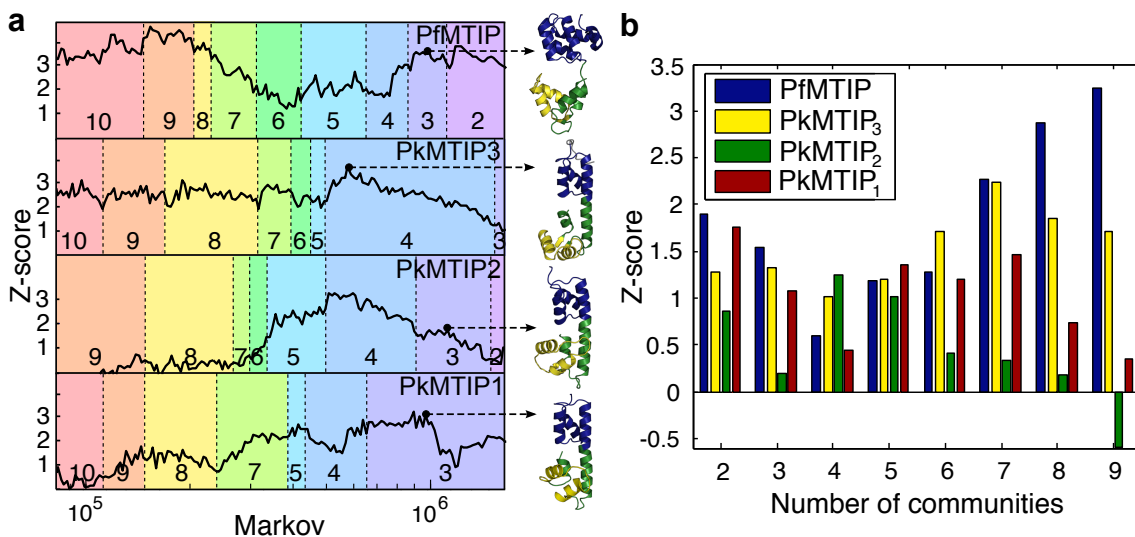 a
PfMTIP
3
2
1
10 9 8 7 6 5 4 3 2
PkMTIP3
3
2
1
10 9 8 7 6 5 4 3
PkMTIP2
3
2
1
9 8 7 6 5 4 3 2
PkMTIP1
3
2
1
10 9 8 7 5 4 3
Z-score
10⁵ 10⁶
Markov
b
3.5
3
2.5
2
1.5
1
0.5
0
-0.5
Z-score
PfMTIP
PkMTIP₃
PkMTIP₂
PkMTIP₁
2 3 4 5 6 7 8 9
Number of communities